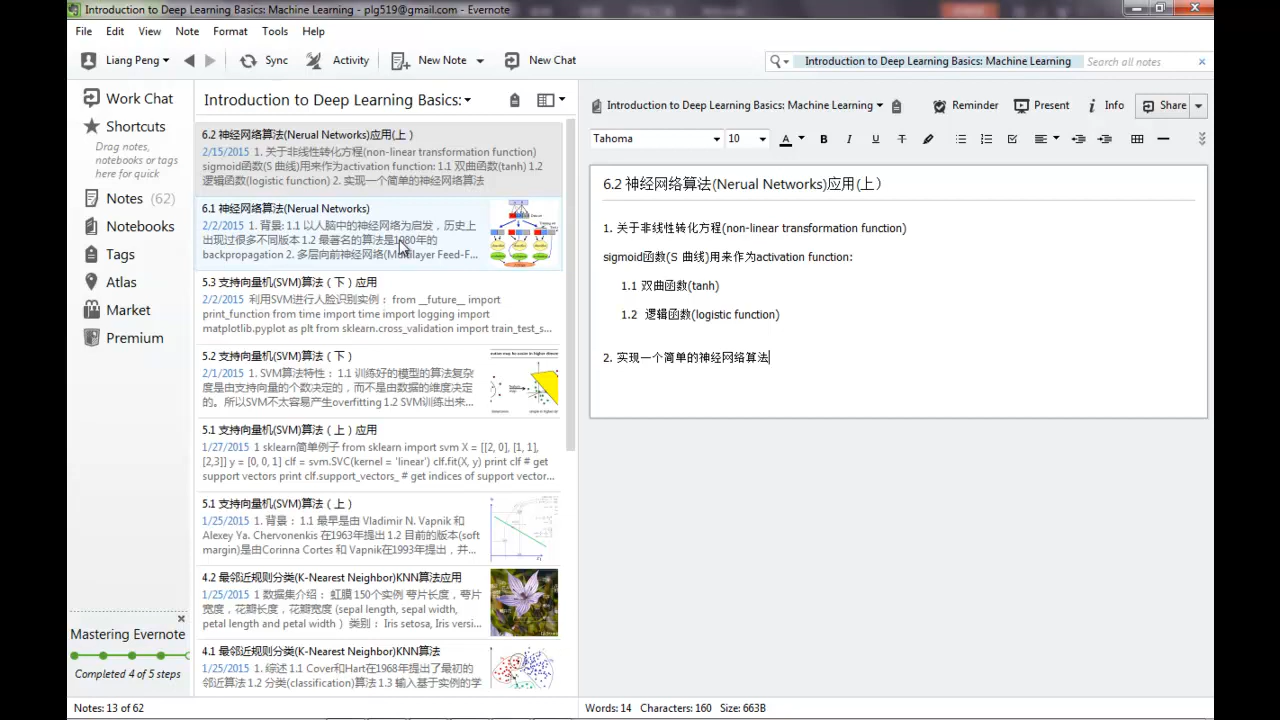 Introduction to Deep Learning Basics: Machine Learning - plg519@gmail.com - Evernote
File Edit View Note Format Tools Help
Liang Peng Sync Activity New Note New Chat
Introduction to Deep Learning Basics: Machine Learning Search all notes
Work Chat
Shortcuts
Drag notes,
notebooks or tags
here for quick
Notes (62)
Notebooks
Tags
Atlas
Market
Premium
Mastering Evernote
Completed 4 of 5 steps
Introduction to Deep Learning Basics:
6.2 神经网络算法(Nerual Networks)应用(上)
2/15/2015 1. 关于非线性转化方程(non-linear transformation function)
sigmoid函数(S 曲线)用来作为activation function: 1.1 双曲函数(tanh) 1.2
逻辑函数(logistic function) 2. 实现一个简单的神经网络算法
6.1 神经网络算法(Nerual Networks)
2/2/2015 1. 背景: 1.1 以人脑中的神经网络为启发，历史上
出现过很多不同版本 1.2 最著名的算法是1980年的
backpropagation 2. 多层向前神经网络(Multilayer Feed-F...
5.3 支持向量机(SVM)算法（下）应用
2/2/2015 利用SVM进行人脸识别实例： from __future__ import
print_function from time import time import logging import
matplotlib.pyplot as plt from sklearn.cross_validation import train_test_s...
5.2 支持向量机(SVM)算法（下）
2/1/2015 1. SVM算法特性： 1.1 训练好的模型的算法复杂
度是由支持向量的个数决定的，而不是由数据的维度决定
的。所以SVM不太容易产生overfitting 1.2 SVM训练出来...
5.1 支持向量机(SVM)算法（上）应用
1/27/2015 1 sklearn简单例子 from sklearn import svm X = [[2, 0], [1, 1],
[2,3]] y = [0, 0, 1] clf = svm.SVC(kernel = 'linear') clf.fit(X, y) print clf # get
support vectors print clf.support_vectors_ # get indices of support vector...
5.1 支持向量机(SVM)算法（上）
1/25/2015 1. 背景： 1.1 最早是由 Vladimir N. Vapnik 和
Alexey Ya. Chervonenkis 在1963年提出 1.2 目前的版本(soft
margin)是由Corinna Cortes 和 Vapnik在1993年提出，并...
4.2 最邻近规则分类(K-Nearest Neighbor)KNN算法应用
1/25/2015 1 数据集介绍： 虹膜 150个实例 萼片长度，萼片
宽度，花瓣长度，花瓣宽度 (sepal length, sepal width,
petal length and petal width ）类别： Iris setosa, Iris versi...
4.1 最邻近规则分类(K-Nearest Neighbor)KNN算法
1/25/2015 1. 综述 1.1 Cover和Hart在1968年提出了最初的
邻近算法 1.2 分类(classification)算法 1.3 输入基于实例的学
Notes: 13 of 62
Introduction to Deep Learning Basics: Machine Learning Reminder Present Info Share
Tahoma 10 A B I U T
6.2 神经网络算法(Nerual Networks)应用(上）
1. 关于非线性转化方程(non-linear transformation function)
sigmoid函数(S 曲线)用来作为activation function:
1.1 双曲函数(tanh)
1.2 逻辑函数(logistic function)
2. 实现一个简单的神经网络算法
Words: 14 Characters: 160 Size: 663B